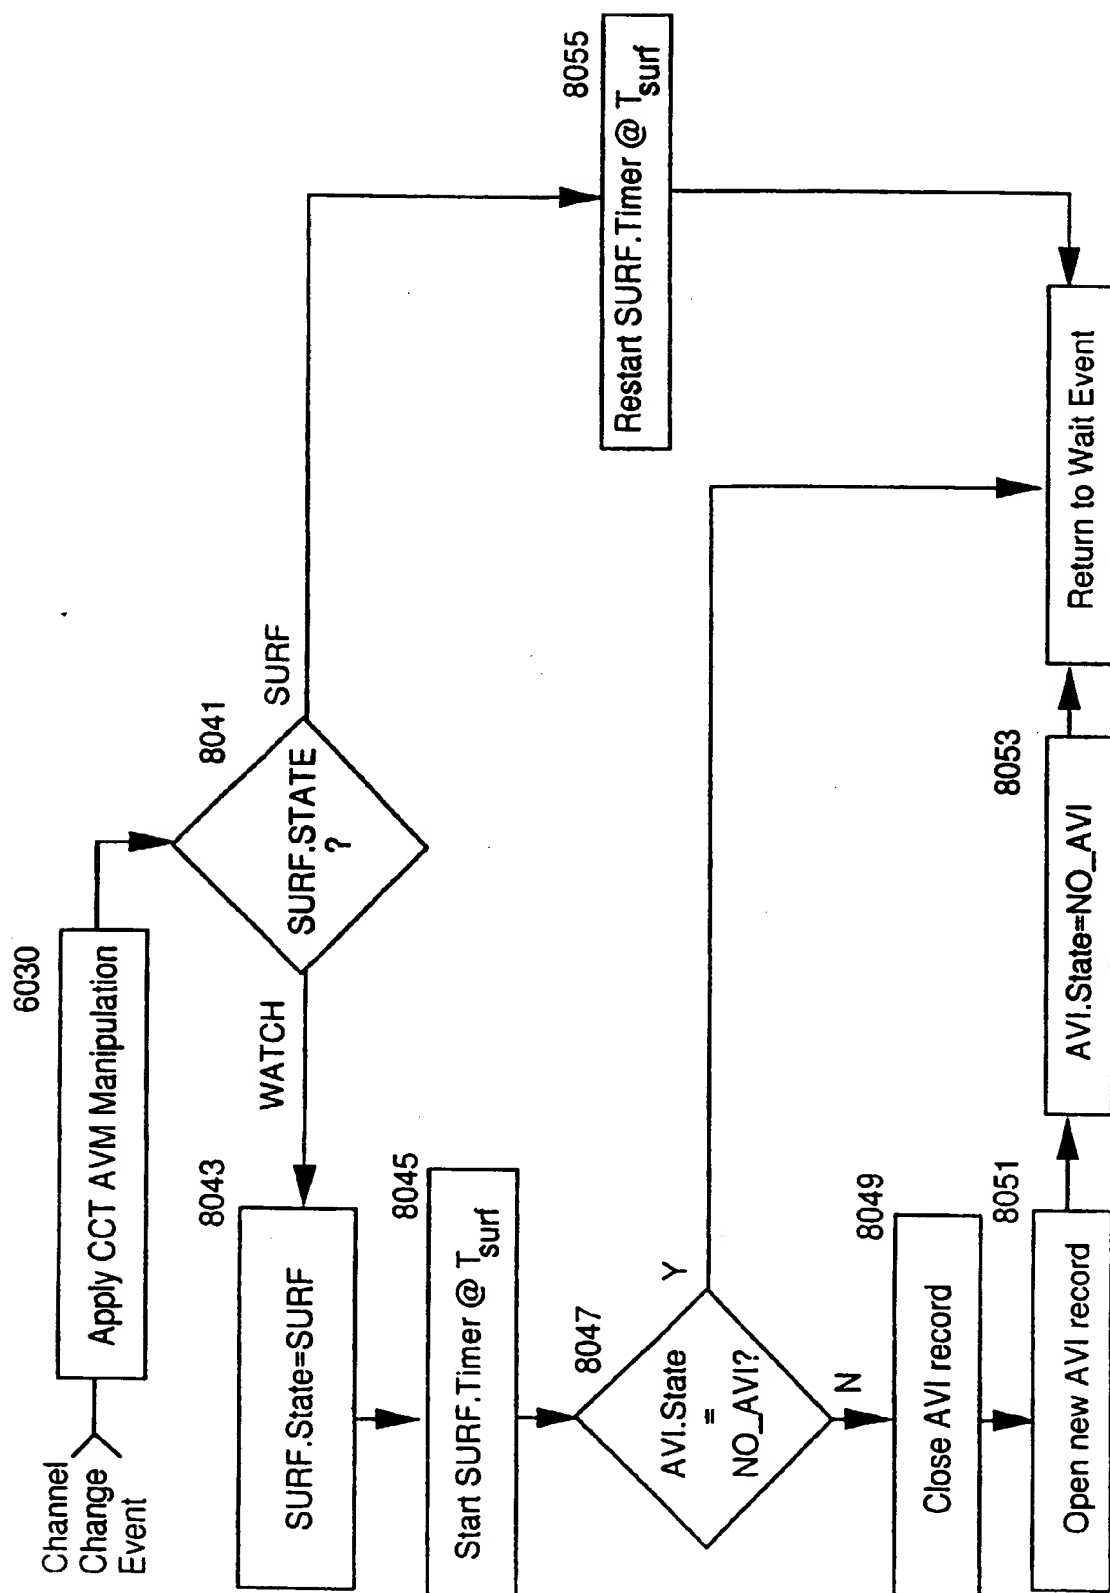 Channel
Change
Event
6030
Apply CCT AVM Manipulation
8041
SURF.STATE
?
WATCH
SURF
8043
SURF.State=SURF
8045
Start SURF.Timer @ Tsurf
8055
Restart SURF.Timer @ Tsurf
8047
AVI.State
=
NO_AVI?
Y
N
8049
Close AVI record
8051
Open new AVI record
8053
AVI.State=NO_AVI
Return to Wait Event